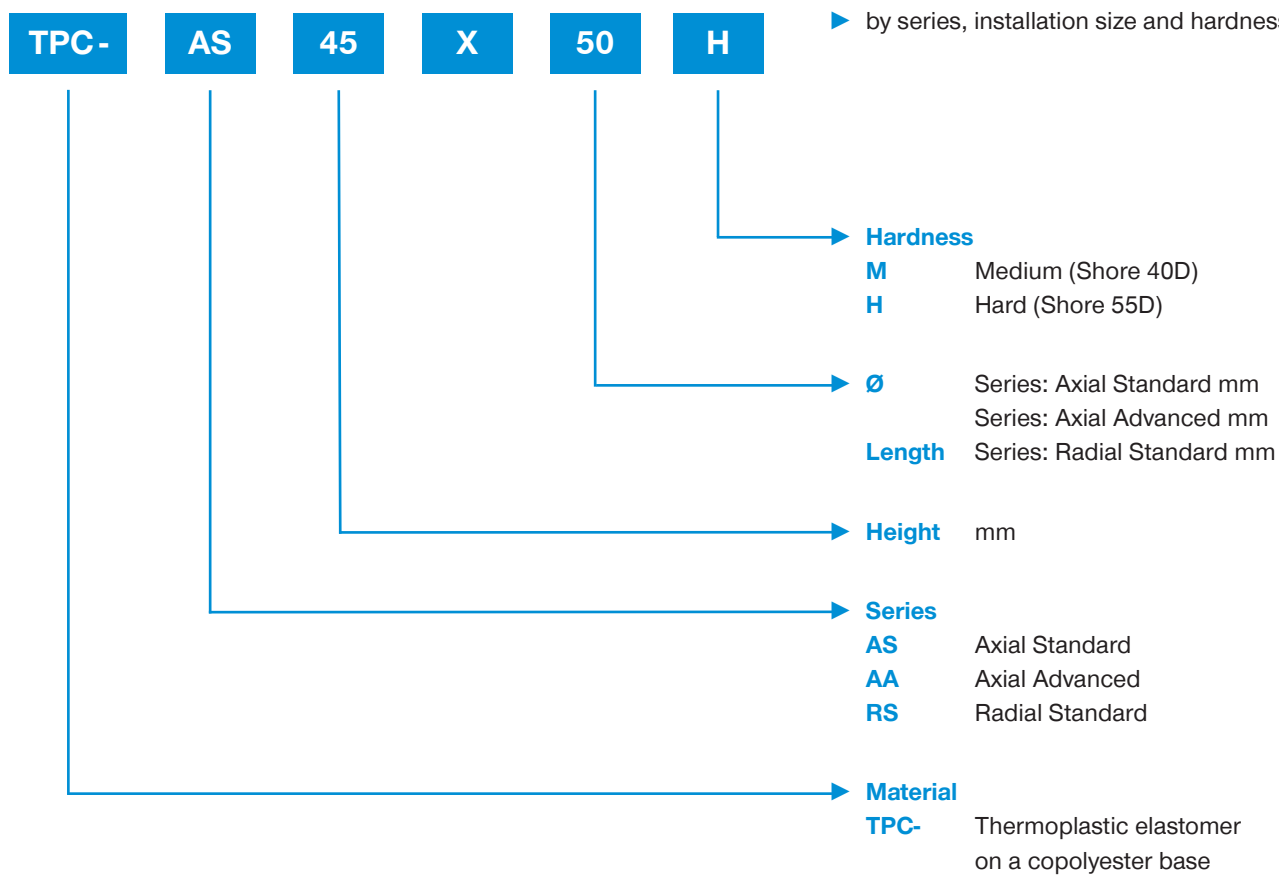 TPC- AS 45 X 50 H
by series, installation size and hardness
Hardness
M Medium (Shore 40D)
H Hard (Shore 55D)
Ø Series: Axial Standard mm
Series: Axial Advanced mm
Length Series: Radial Standard mm
Height mm
Series
AS Axial Standard
AA Axial Advanced
RS Radial Standard
Material
TPC- Thermoplastic elastomer
on a copolyester base